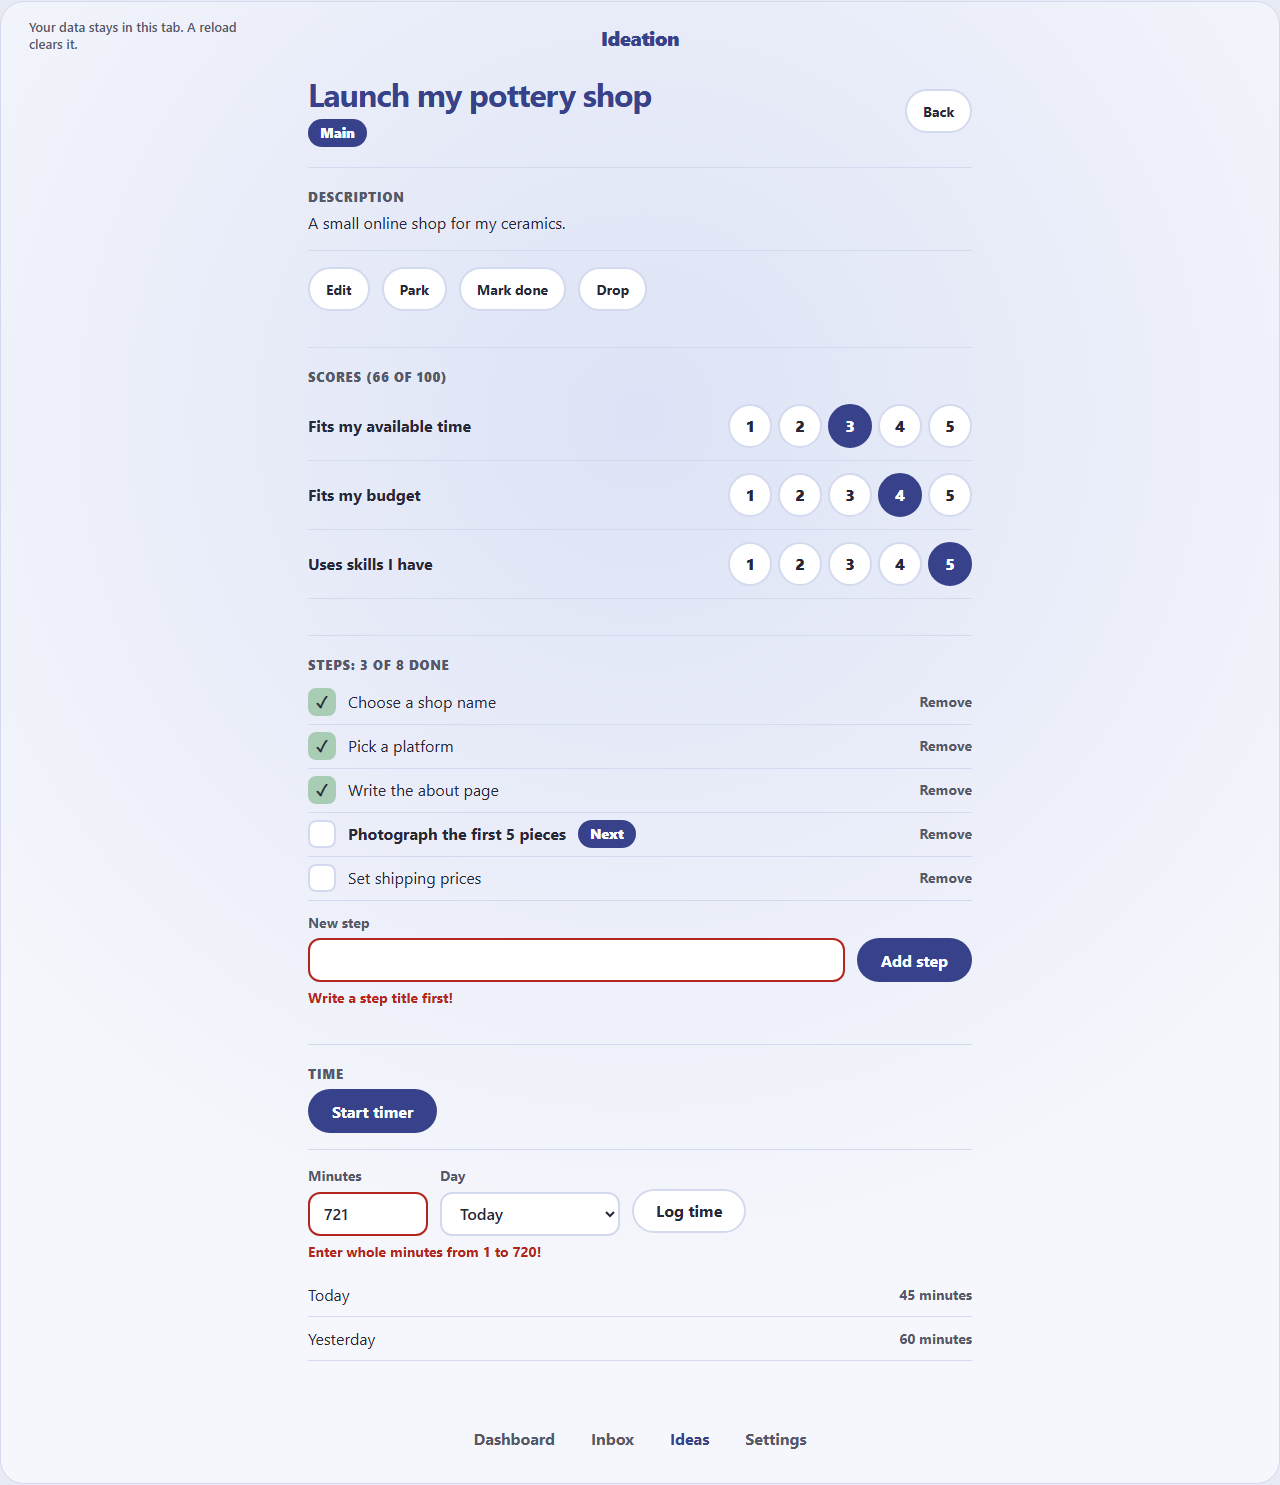 Your data stays in this tab. A reload
clears it.
Ideation
Launch my pottery shop
Back
Main
DESCRIPTION
A small online shop for my ceramics.
Edit Park Mark done Drop
SCORES (66 OF 100)
Fits my available time 1 2 3 4 5
Fits my budget 1 2 3 4 5
Uses skills I have 1 2 3 4 5
STEPS: 3 OF 8 DONE
Choose a shop name Remove
Pick a platform Remove
Write the about page Remove
Photograph the first 5 pieces Next Remove
Set shipping prices Remove
New step
Add step
Write a step title first!
TIME
Start timer
Minutes Day
721 Today Log time
Enter whole minutes from 1 to 720!
Today 45 minutes
Yesterday 60 minutes
Dashboard Inbox Ideas Settings